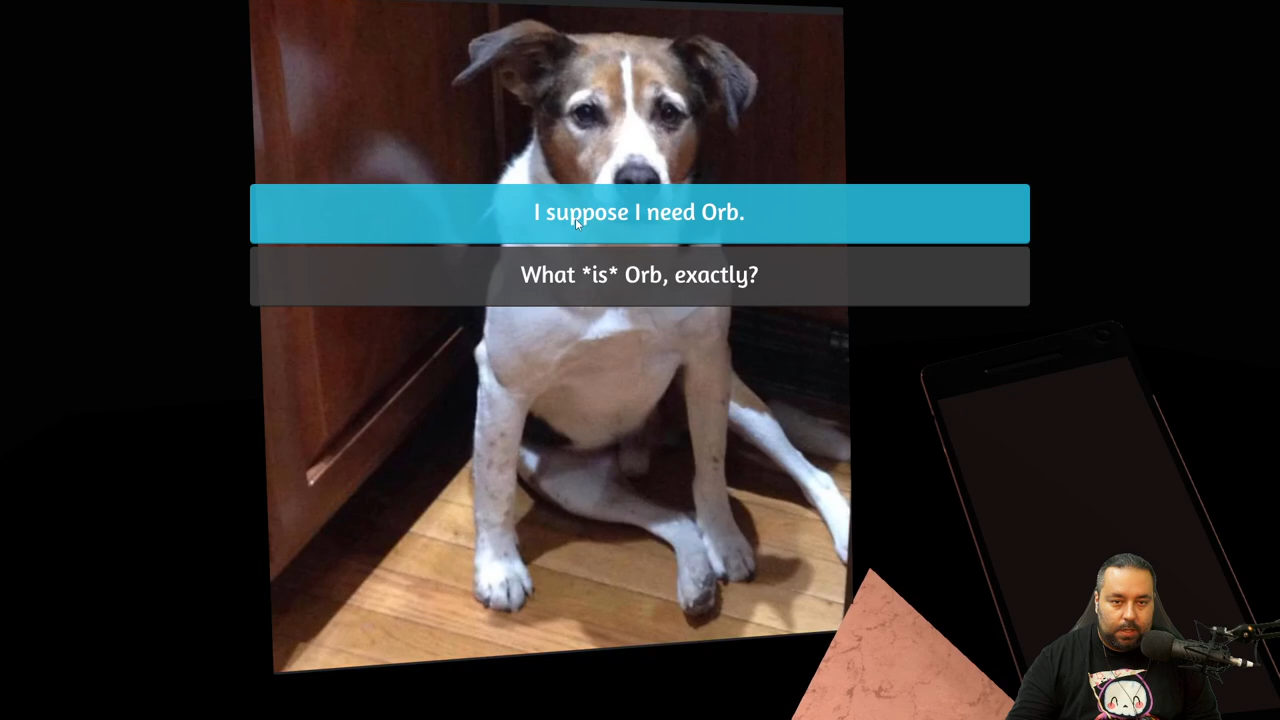 I suppose I need Orb.
What *is* Orb, exactly?